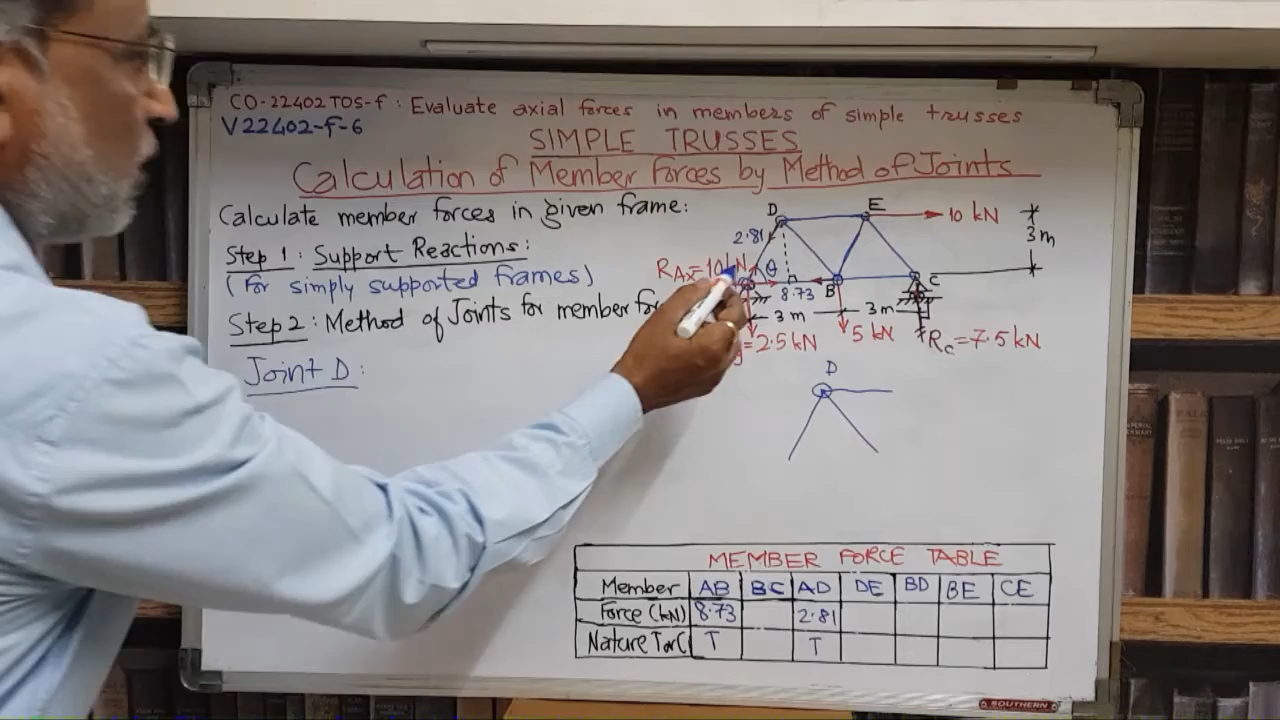 CO-22402 TOS-f : Evaluate axial forces in members of simple trusses
V22402-f-6
SIMPLE TRUSSES
Calculation of Member Forces by Method of Joints
Calculate member forces in given frame:
Step 1: Support Reactions:
(For simply supported frames)
Step 2: Method of Joints for member
Joint D:
D
E
10 kN
3 m
2.81
θ
RAx=10kN
8.73
B
C
3 m
3 m
=2.5 kN
5 kN
Rc=7.5 kN
D
MEMBER FORCE TABLE
Member AB BC AD DE BD BE CE
Force (kN) 8.73 2.81
Nature T or C T T
SOUTHERN